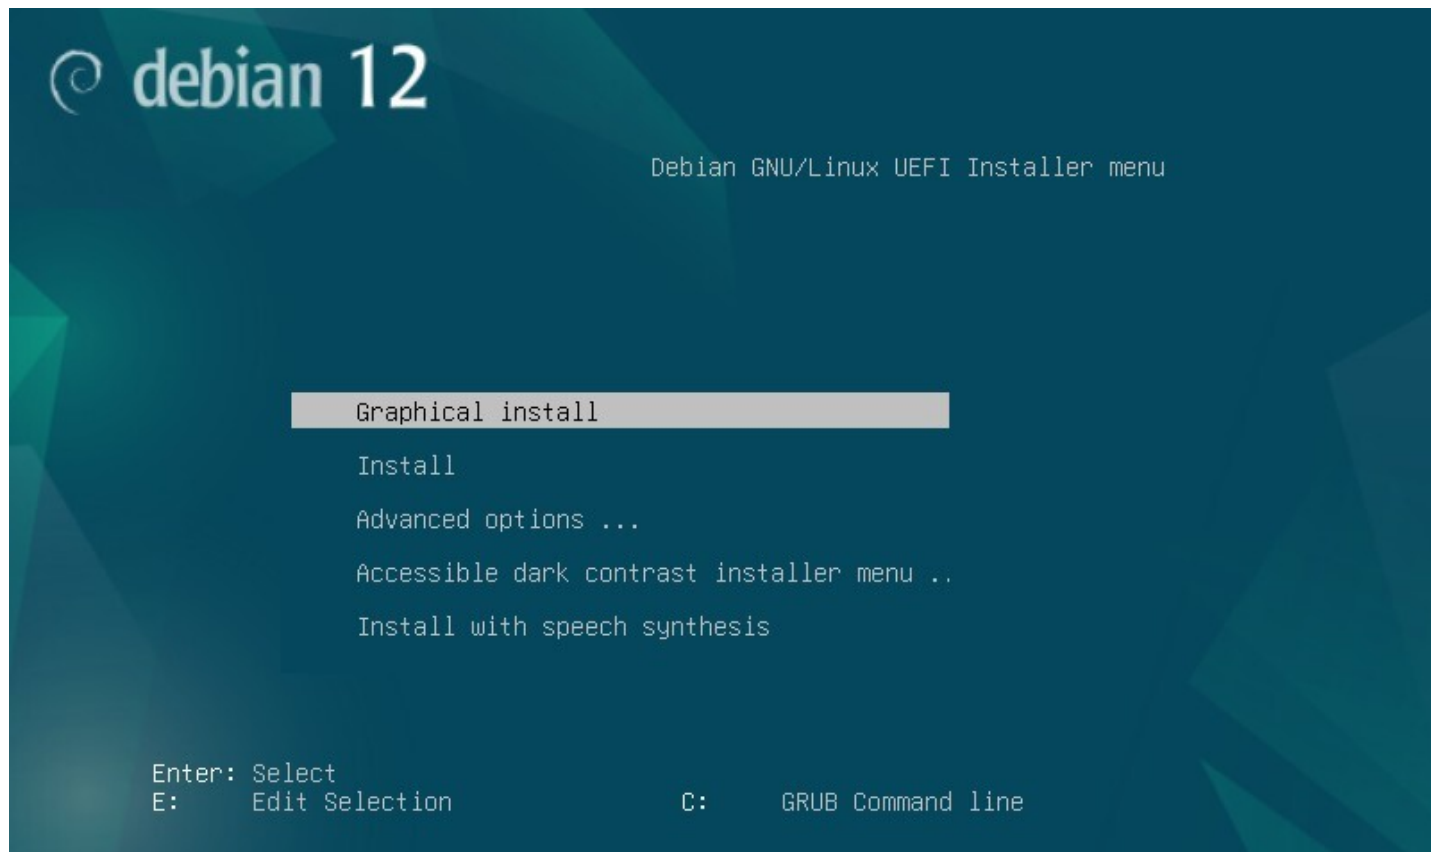 debian 12
Debian GNU/Linux UEFI Installer menu
Graphical install
Install
Advanced options ...
Accessible dark contrast installer menu ..
Install with speech synthesis
Enter: Select
E: Edit Selection C: GRUB Command line